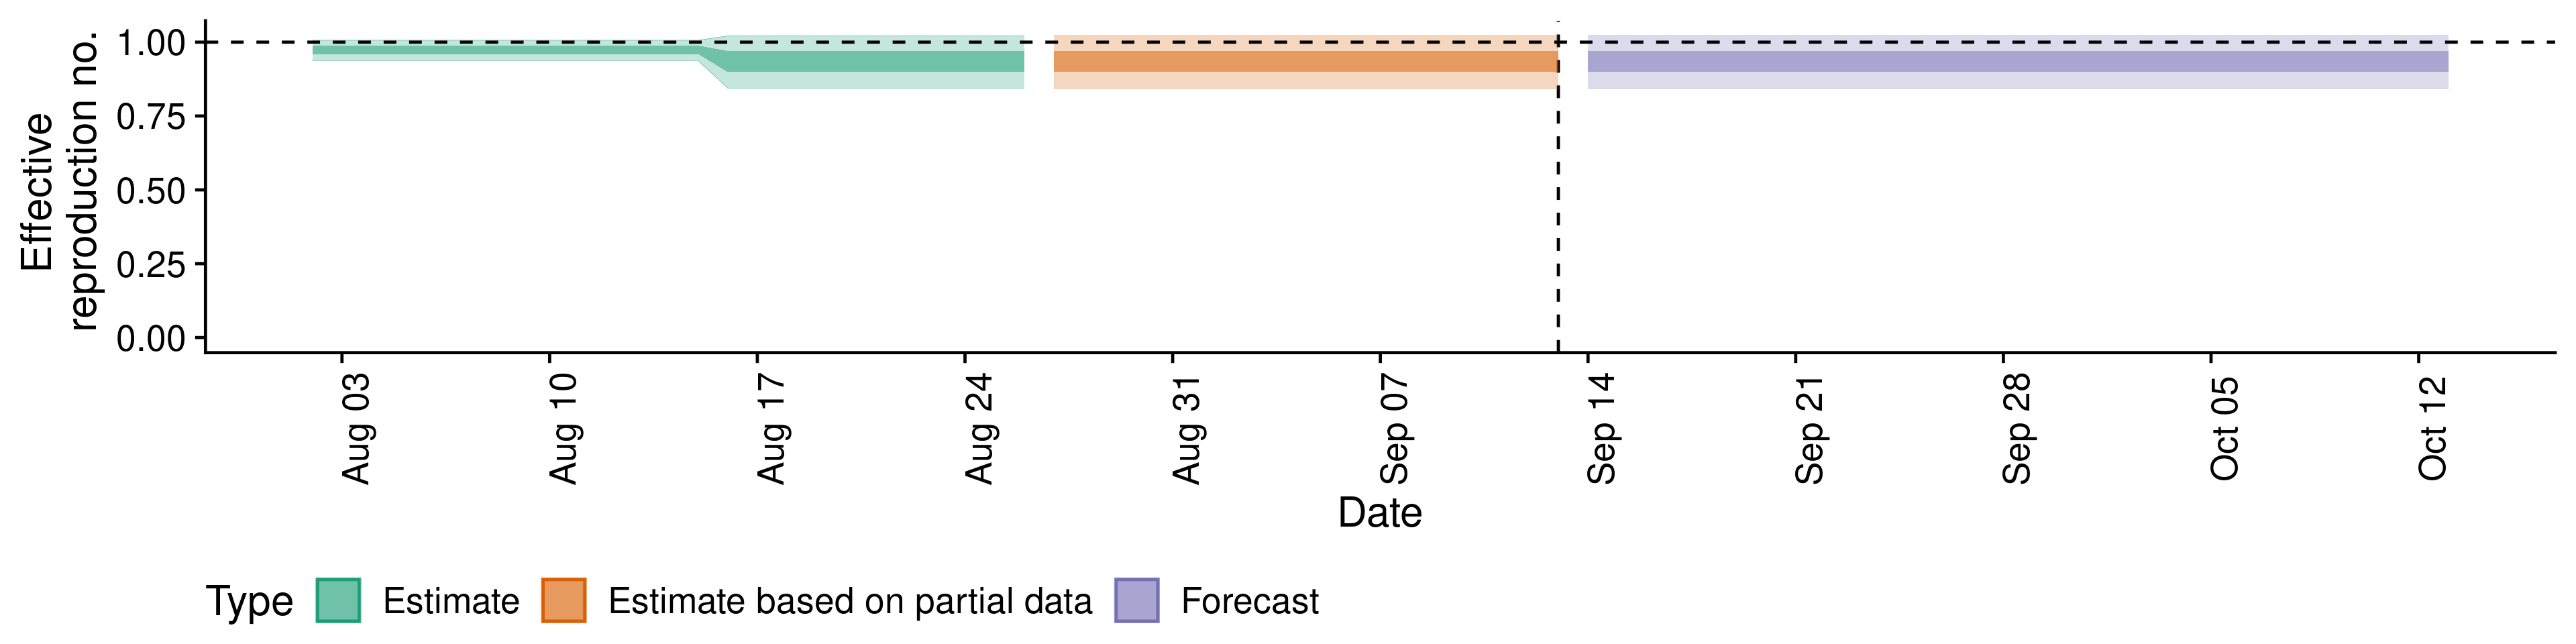 Effective
reproduction no.
1.00
0.75
0.50
0.25
0.00
Aug 03
Aug 10
Aug 17
Aug 24
Aug 31
Sep 07
Sep 14
Sep 21
Sep 28
Oct 05
Oct 12
Date
Type Estimate Estimate based on partial data Forecast